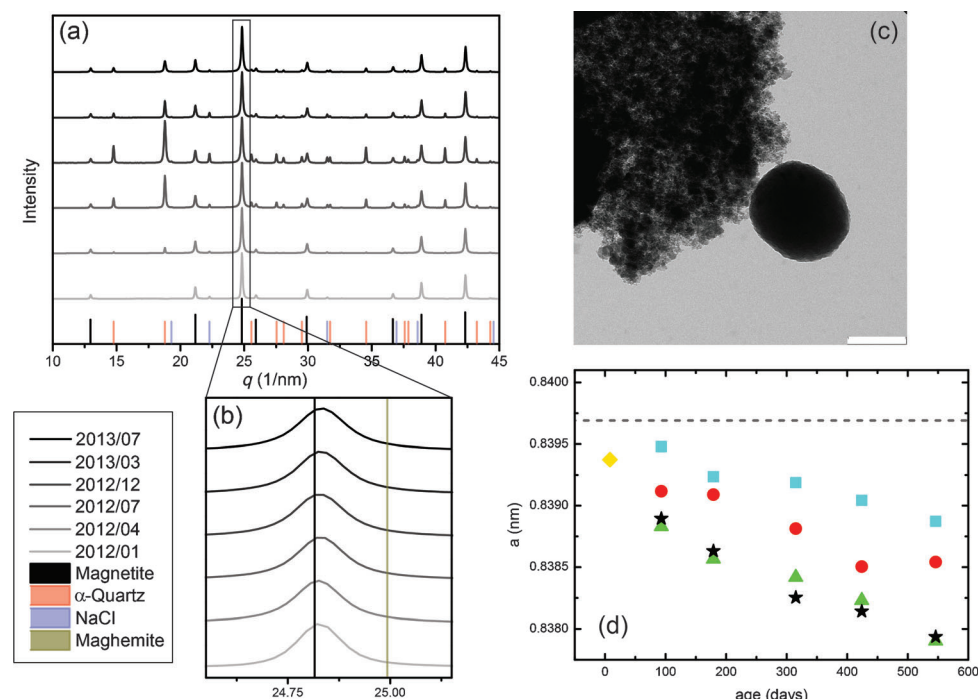 (a)
Intensity
10 15 20 25 30 35 40 45
q (1/nm)
(b)
24.75 25.00
2013/07
2013/03
2012/12
2012/07
2012/04
2012/01
Magnetite
α-Quartz
NaCl
Maghemite
(c)
0.8400
0.8395
0.8390
0.8385
0.8380
a (nm)
(d)
0 100 200 300 400 500 600
age (days)